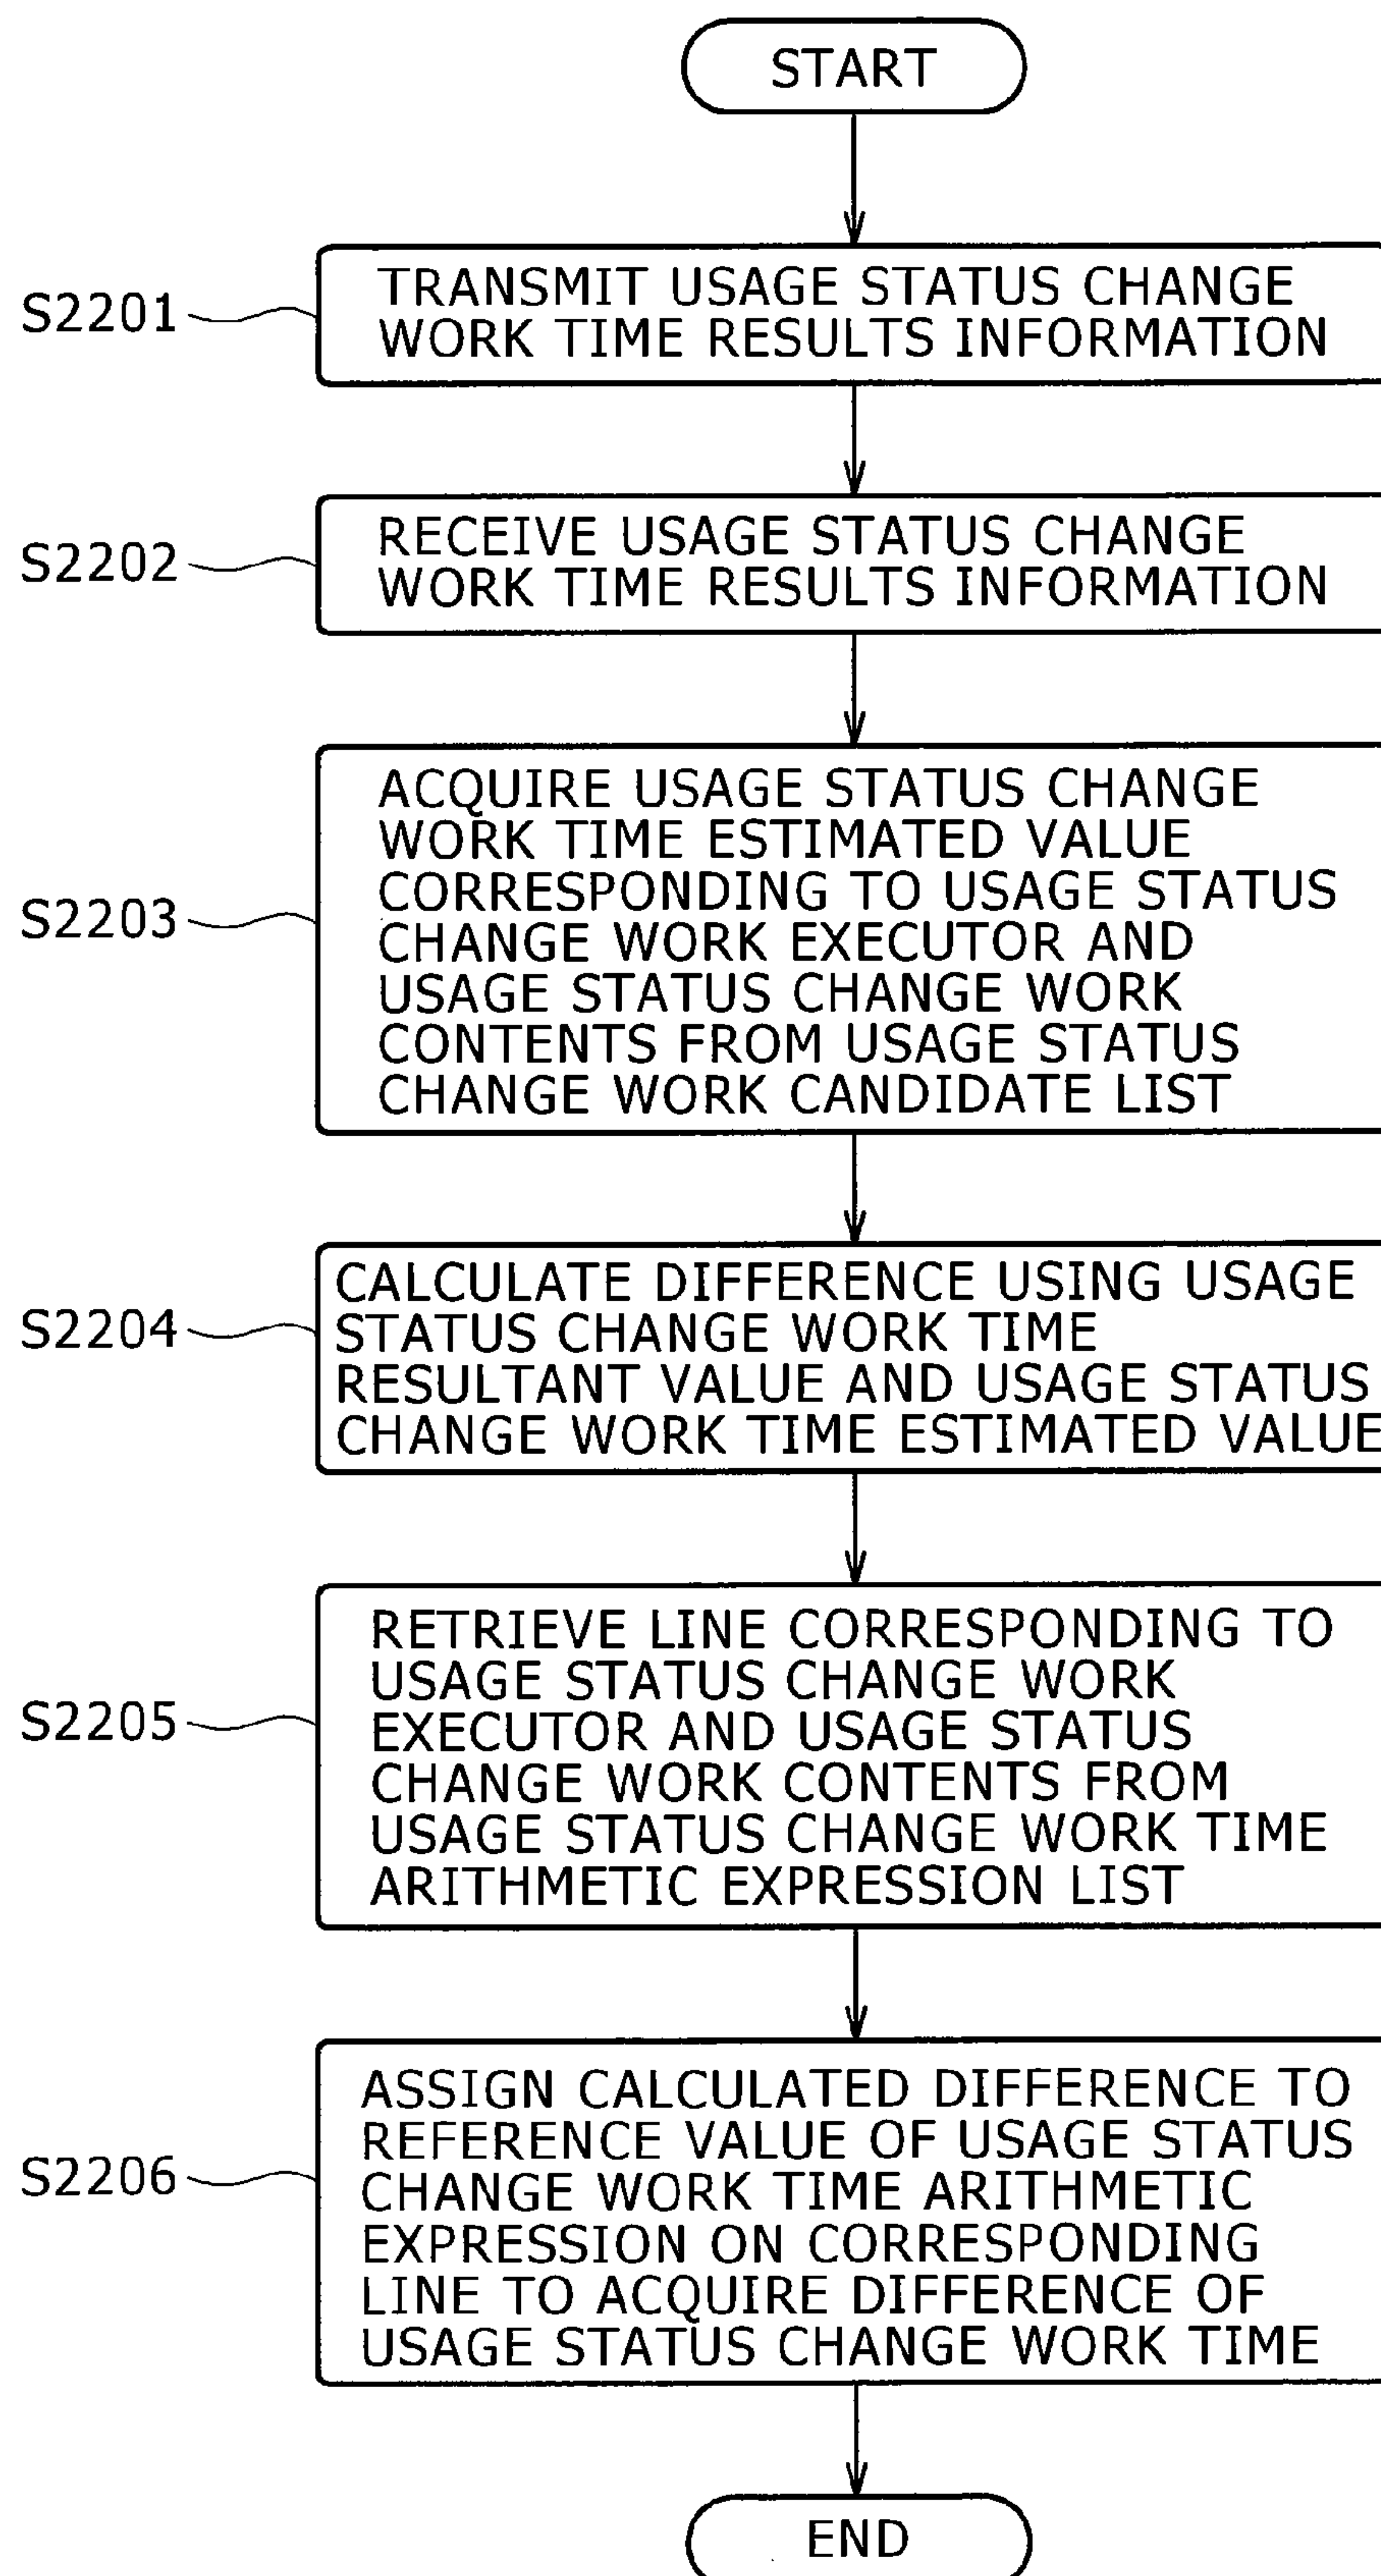 START
S2201
TRANSMIT USAGE STATUS CHANGE
WORK TIME RESULTS INFORMATION
S2202
RECEIVE USAGE STATUS CHANGE
WORK TIME RESULTS INFORMATION
S2203
ACQUIRE USAGE STATUS CHANGE
WORK TIME ESTIMATED VALUE
CORRESPONDING TO USAGE STATUS
CHANGE WORK EXECUTOR AND
USAGE STATUS CHANGE WORK
CONTENTS FROM USAGE STATUS
CHANGE WORK CANDIDATE LIST
S2204
CALCULATE DIFFERENCE USING USAGE
STATUS CHANGE WORK TIME
RESULTANT VALUE AND USAGE STATUS
CHANGE WORK TIME ESTIMATED VALUE
S2205
RETRIEVE LINE CORRESPONDING TO
USAGE STATUS CHANGE WORK
EXECUTOR AND USAGE STATUS
CHANGE WORK CONTENTS FROM
USAGE STATUS CHANGE WORK TIME
ARITHMETIC EXPRESSION LIST
S2206
ASSIGN CALCULATED DIFFERENCE TO
REFERENCE VALUE OF USAGE STATUS
CHANGE WORK TIME ARITHMETIC
EXPRESSION ON CORRESPONDING
LINE TO ACQUIRE DIFFERENCE OF
USAGE STATUS CHANGE WORK TIME
END